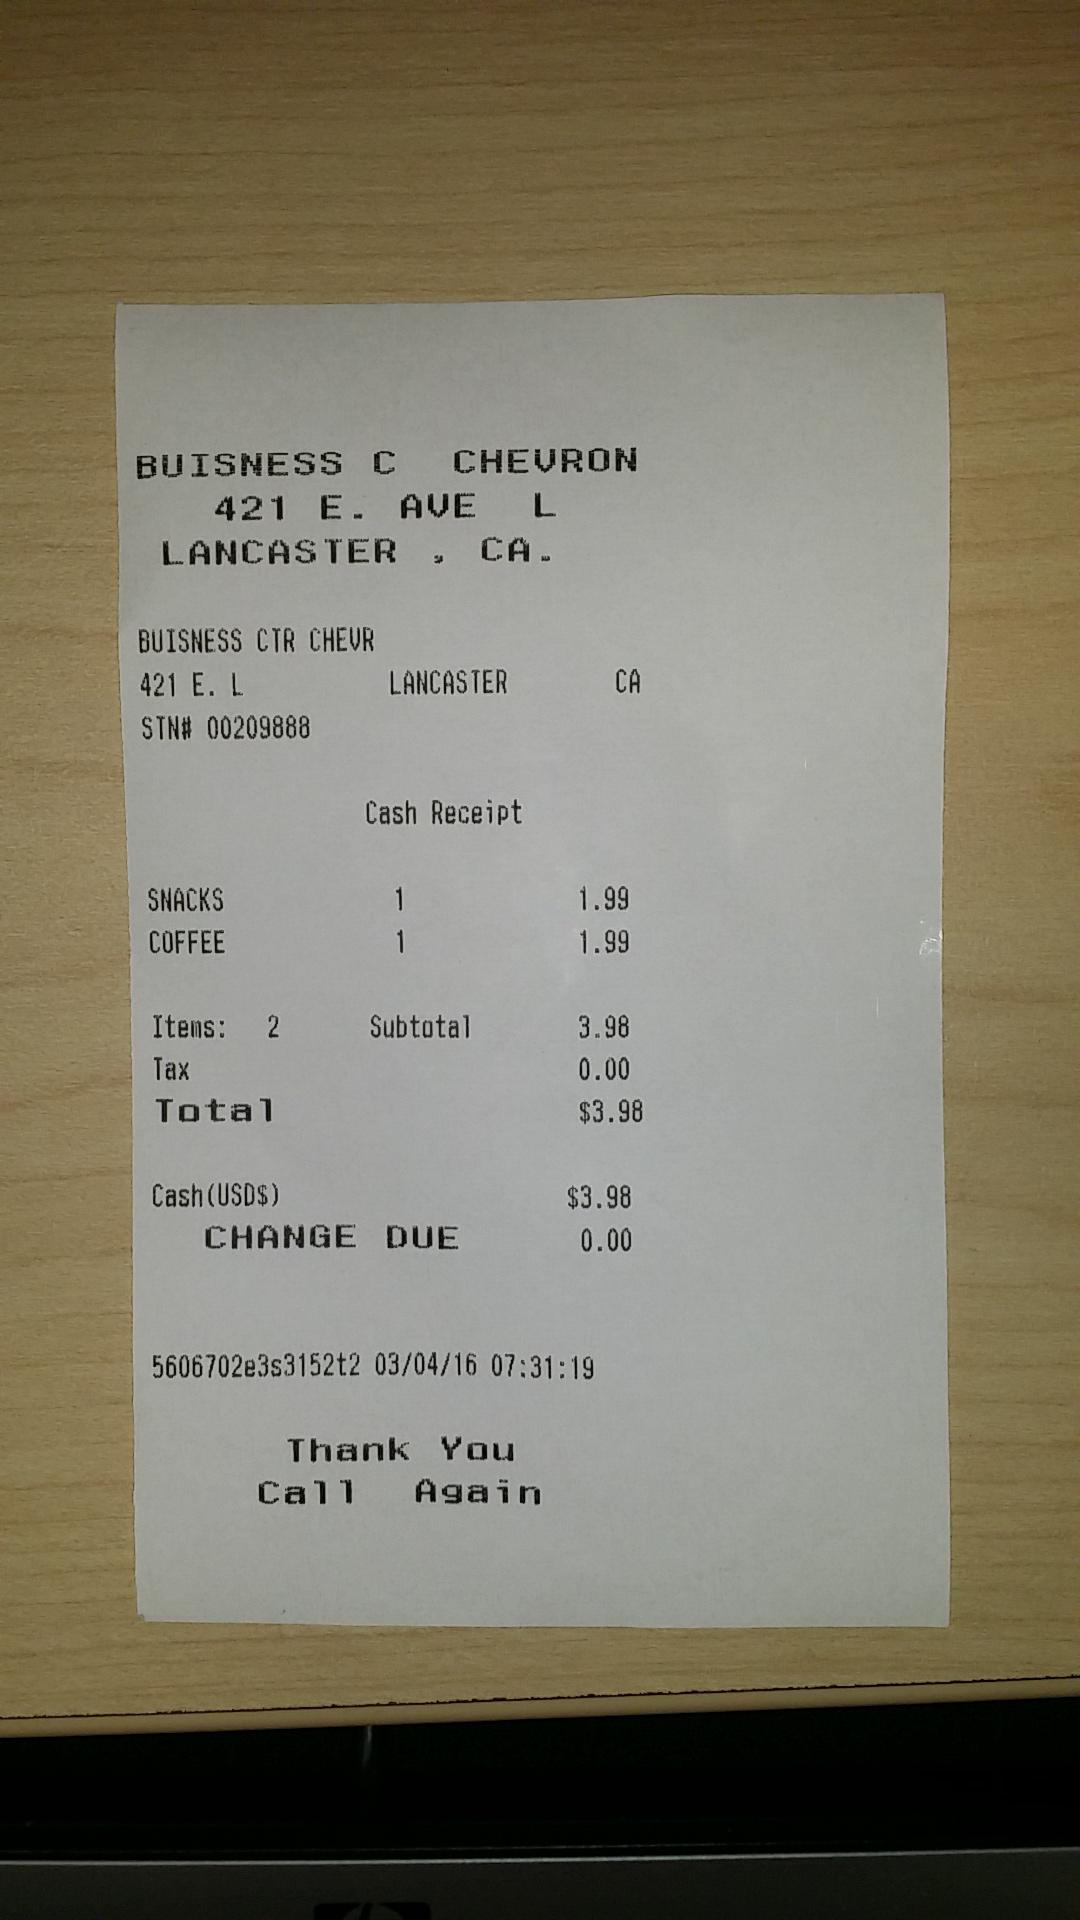 BUISNESS C CHEVRON
421 E. AVE L
LANCASTER , CA.
BUISNESS CTR CHEVR
421 E. L LANCASTER CA
STN# 00209888
Cash Receipt
SNACKS 1 1.99
COFFEE 1 1.99
Items: 2 Subtotal 3.98
Tax 0.00
Total $3.98
Cash(USD$) $3.98
CHANGE DUE 0.00
5606702e3s3152t2 03/04/16 07:31:19
Thank You
Call Again